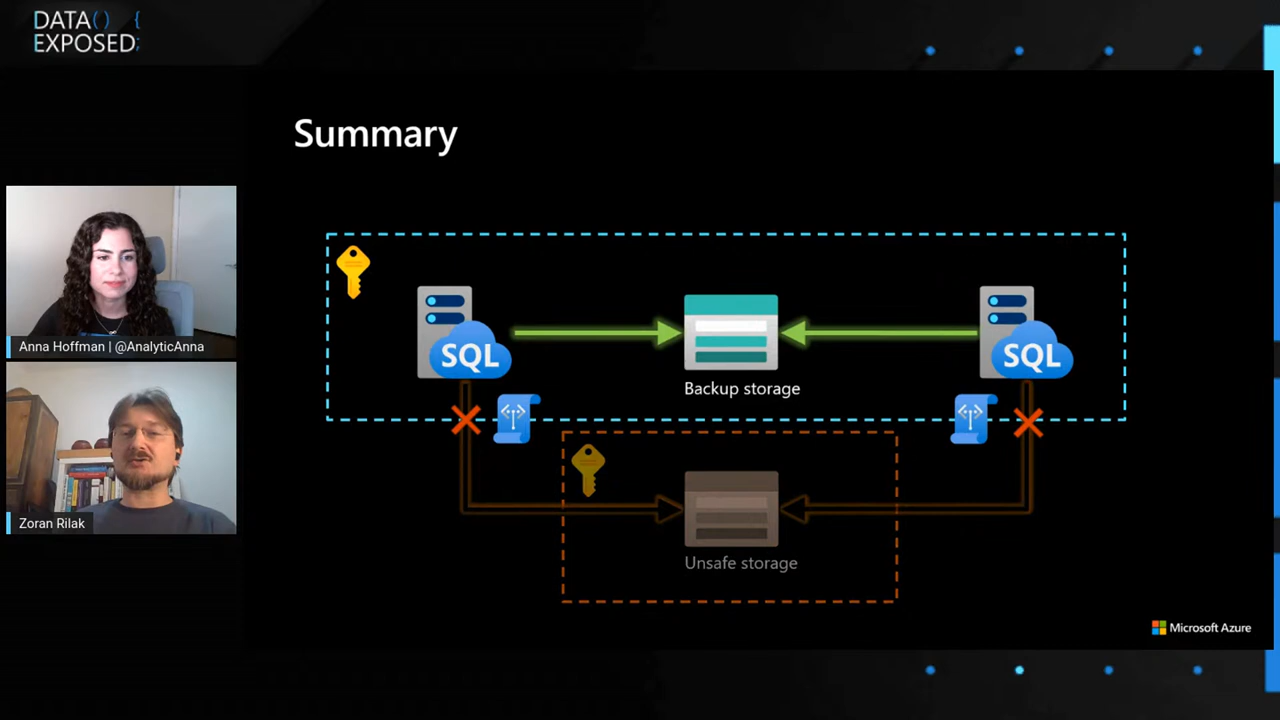 DATA() {
EXPOSED;
Summary
SQL
SQL
Backup storage
Anna Hoffman | @AnalyticAnna
Zoran Rilak
Unsafe storage
Microsoft Azure